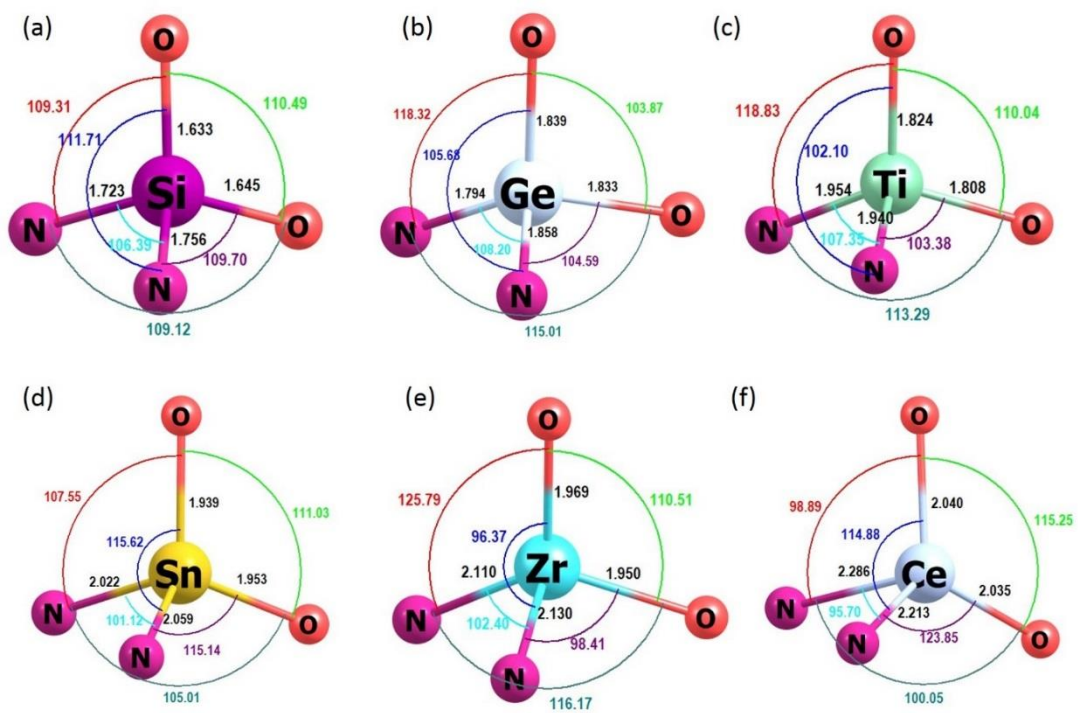 (a)
O
109.31
110.49
111.71
1.633
1.723
Si
1.645
N
O
106.39
1.756
109.70
N
109.12
(b)
O
118.32
103.87
105.68
1.839
1.794
Ge
1.833
N
O
108.20
1.858
104.59
N
115.01
(c)
O
118.83
110.04
102.10
1.824
1.954
Ti
1.808
N
O
1.940
107.35
103.38
N
113.29
(d)
O
107.55
111.03
115.62
1.939
2.022
Sn
1.953
N
O
101.12
2.059
115.14
N
105.01
(e)
O
125.79
110.51
96.37
1.969
2.110
Zr
1.950
N
O
102.40
2.130
98.41
N
116.17
(f)
O
98.89
115.25
114.88
2.040
2.286
Ce
2.035
N
O
95.70
2.213
123.85
N
100.05